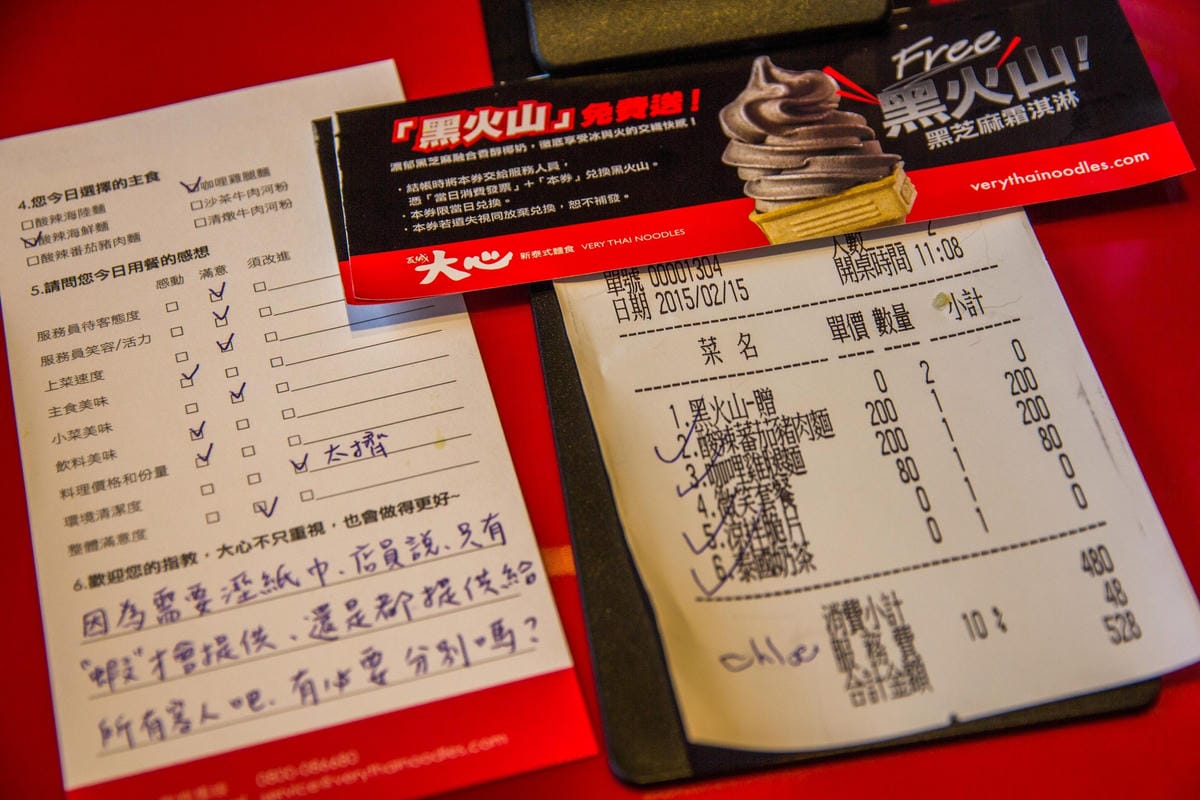 4.您今日選擇的主食
咖哩雞腿麵
酸辣海陸麵
沙茶牛肉河粉
酸辣海鮮麵
清燉牛肉河粉
酸辣番茄豬肉麵
5.請問您今日用餐的感想
感動 滿意 須改進
服務員待客態度
服務員笑容/活力
上菜速度
主食美味
小菜美味
飲料美味
料理價格和份量
環境清潔度 太擠
整體滿意度
6.歡迎您的指教，大心不只重視，也會做得更好~
因為需要溼紙巾、店員說、只有
"蝦"才會提供、還是都提供給
所有客人吧、有必要分別嗎？
0800-086680
service@verythainoodles.com
「黑火山」免費送！
濃郁黑芝麻融合香醇椰奶，徹底享受冰與火的交織快感！
·結帳時將本券交給服務人員，
憑「當日消費發票」+「本券」兌換黑火山。
·本券限當日兌換。
·本券若遺失視同放棄兌換，恕不補發。
大心 新泰式麵食 VERY THAI NOODLES
Free
黑火山!
黑芝麻霜淇淋
verythainoodles.com
人數 2
單號 00001304 開桌時間 11:08
日期 2015/02/15
菜名 單價 數量 小計
1.黑火山-贈 0 2 0
2.酸辣蕃茄豬肉麵 200 1 200
3.咖哩雞腿麵 200 1 200
4.微笑套餐 80 1 80
5.涼拌脆片 0 1 0
6.泰國奶茶 0 1 0
消費小計 480
服務費 10% 48
合計金額 528
chloe